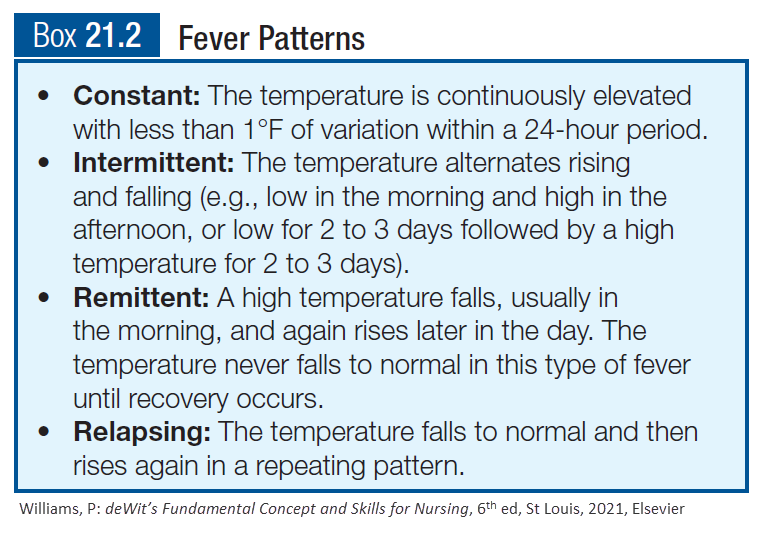 Box 21.2 Fever Patterns
• Constant: The temperature is continuously elevated
with less than 1°F of variation within a 24-hour period.
• Intermittent: The temperature alternates rising
and falling (e.g., low in the morning and high in the
afternoon, or low for 2 to 3 days followed by a high
temperature for 2 to 3 days).
• Remittent: A high temperature falls, usually in
the morning, and again rises later in the day. The
temperature never falls to normal in this type of fever
until recovery occurs.
• Relapsing: The temperature falls to normal and then
rises again in a repeating pattern.
Williams, P: deWit's Fundamental Concept and Skills for Nursing, 6th ed, St Louis, 2021, Elsevier